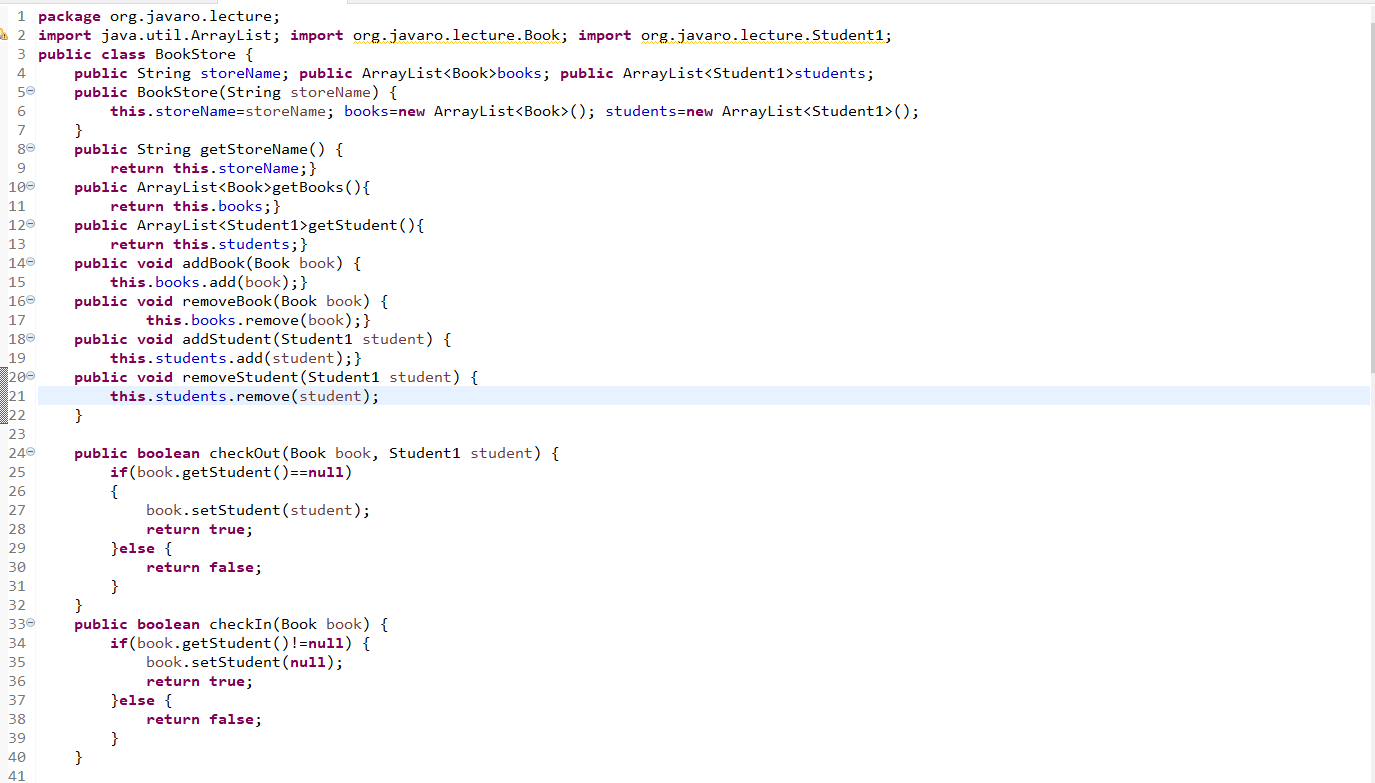 1 package org.javaro.lecture;
2 import java.util.ArrayList; import org.javaro.lecture.Book; import org.javaro.lecture.Student1;
3 public class BookStore {
4     public String storeName; public ArrayList<Book>books; public ArrayList<Student1>students;
5     public BookStore(String storeName) {
6         this.storeName=storeName; books=new ArrayList<Book>(); students=new ArrayList<Student1>();
7     }
8     public String getStoreName() {
9         return this.storeName;}
10     public ArrayList<Book>getBooks(){
11         return this.books;}
12     public ArrayList<Student1>getStudent(){
13         return this.students;}
14     public void addBook(Book book) {
15         this.books.add(book);}
16     public void removeBook(Book book) {
17             this.books.remove(book);}
18     public void addStudent(Student1 student) {
19         this.students.add(student);}
20     public void removeStudent(Student1 student) {
21         this.students.remove(student);
22     }
23
24     public boolean checkOut(Book book, Student1 student) {
25         if(book.getStudent()==null)
26         {
27             book.setStudent(student);
28             return true;
29         }else {
30             return false;
31         }
32     }
33     public boolean checkIn(Book book) {
34         if(book.getStudent()!=null) {
35             book.setStudent(null);
36             return true;
37         }else {
38             return false;
39         }
40     }
41